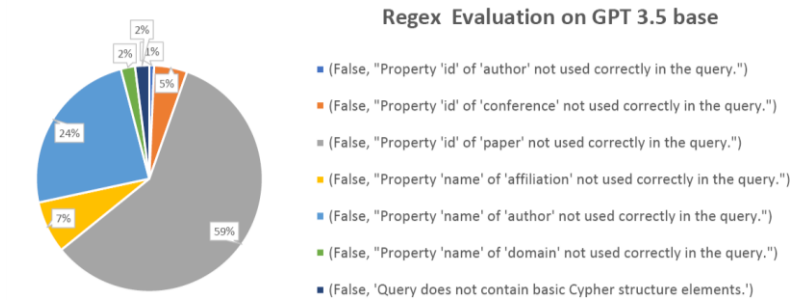 Regex Evaluation on GPT 3.5 base
2%
2%
1%
5%
24%
7%
59%
(False, "Property 'id' of 'author' not used correctly in the query.")
(False, "Property 'id' of 'conference' not used correctly in the query.")
(False, "Property 'id' of 'paper' not used correctly in the query.")
(False, "Property 'name' of 'affiliation' not used correctly in the query.")
(False, "Property 'name' of 'author' not used correctly in the query.")
(False, "Property 'name' of 'domain' not used correctly in the query.")
(False, 'Query does not contain basic Cypher structure elements.')